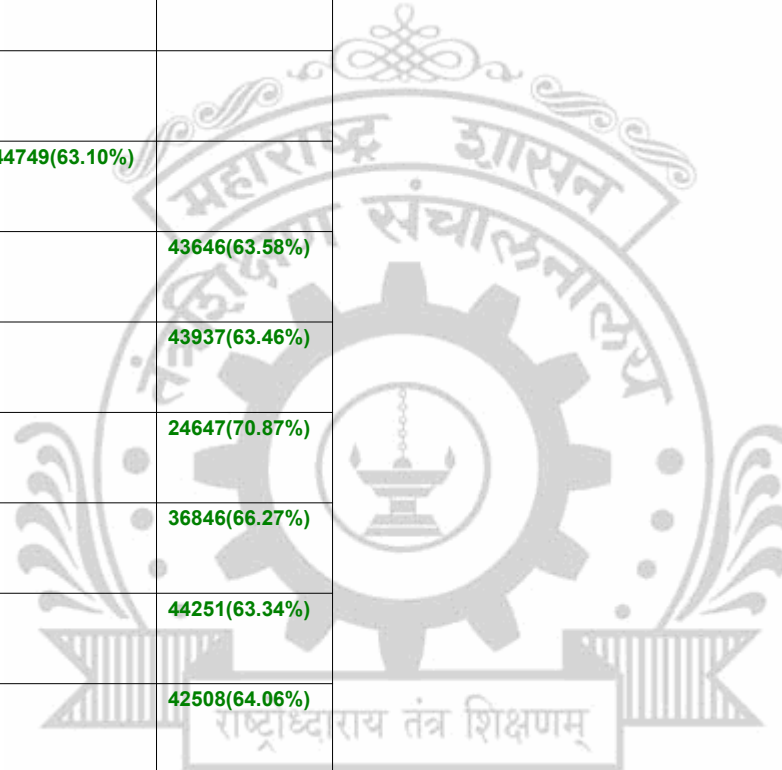 महाराष्ट्र शासन
44749(63.10%)
तंत्रशिक्षण संचालनालय
43646(63.58%)
43937(63.46%)
24647(70.87%)
36846(66.27%)
44251(63.34%)
42508(64.06%)
राष्ट्रोध्दाराय तंत्र शिक्षणम्